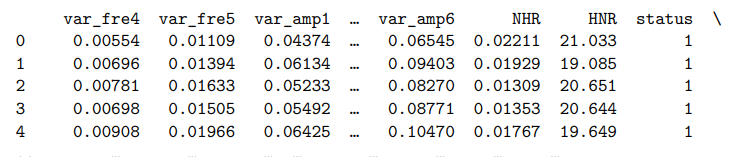 var_fre4 var_fre5 var_amp1 … var_amp6 NHR HNR status \
0 0.00554 0.01109 0.04374 … 0.06545 0.02211 21.033 1
1 0.00696 0.01394 0.06134 … 0.09403 0.01929 19.085 1
2 0.00781 0.01633 0.05233 … 0.08270 0.01309 20.651 1
3 0.00698 0.01505 0.05492 … 0.08771 0.01353 20.644 1
4 0.00908 0.01966 0.06425 … 0.10470 0.01767 19.649 1